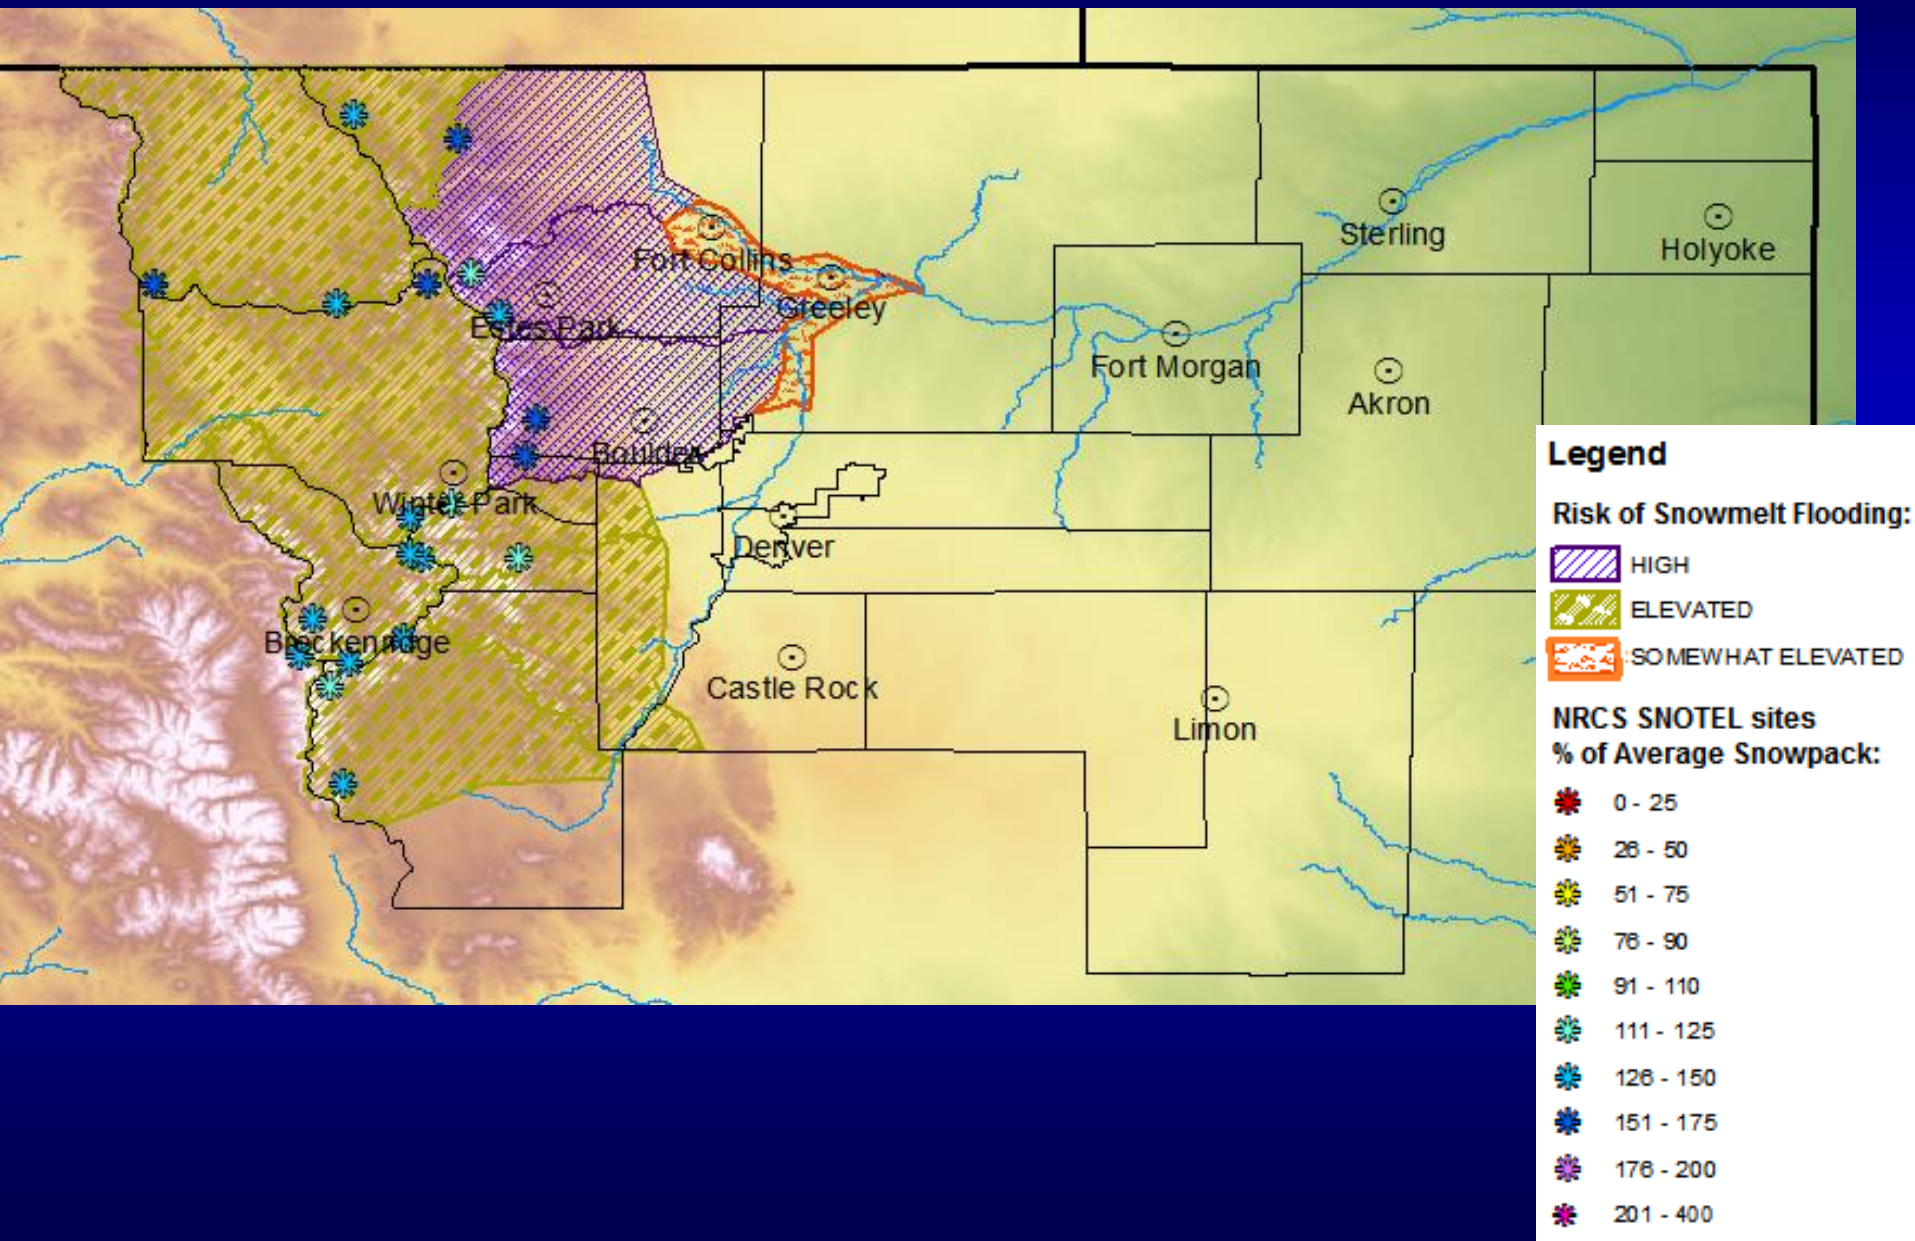 Fort Collins
Sterling
Holyoke
Greeley
Estes Park
Fort Morgan
Akron
Boulder
Winter Park
Denver
Breckenridge
Castle Rock
Limon
Legend
Risk of Snowmelt Flooding:
HIGH
ELEVATED
SOMEWHAT ELEVATED
NRCS SNOTEL sites
% of Average Snowpack:
0 - 25
26 - 50
51 - 75
76 - 90
91 - 110
111 - 125
126 - 150
151 - 175
176 - 200
201 - 400